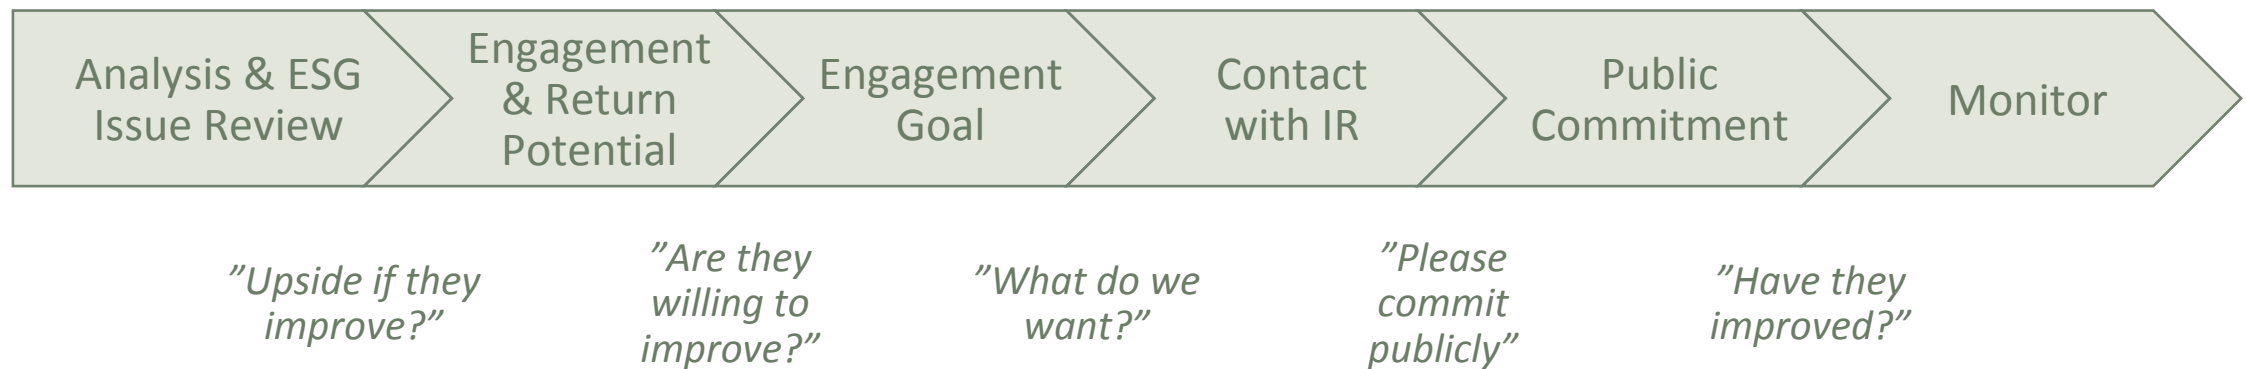 Analysis & ESG
Issue Review
Engagement
& Return
Potential
Engagement
Goal
Contact
with IR
Public
Commitment
Monitor
”Upside if they
improve?”
”Are they
willing to
improve?”
”What do we
want?”
”Please
commit
publicly”
”Have they
improved?”